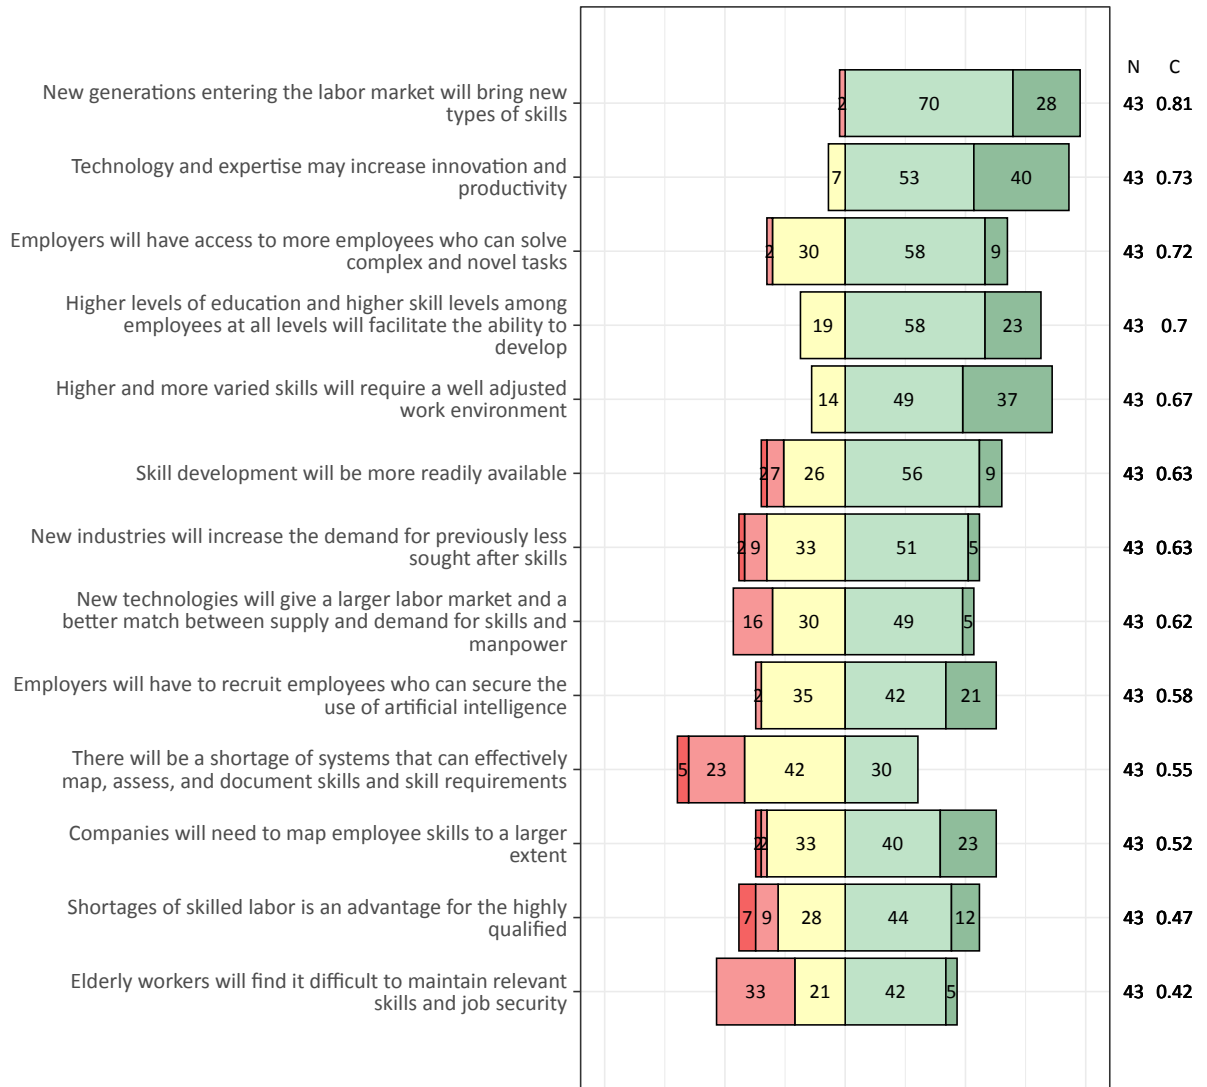 N C
New generations entering the labor market will bring new
types of skills
2 70 28 43 0.81
Technology and expertise may increase innovation and
productivity
7 53 40 43 0.73
Employers will have access to more employees who can solve
complex and novel tasks
2 30 58 9 43 0.72
Higher levels of education and higher skill levels among
employees at all levels will facilitate the ability to
develop
19 58 23 43 0.7
Higher and more varied skills will require a well adjusted
work environment
14 49 37 43 0.67
Skill development will be more readily available
2 7 26 56 9 43 0.63
New industries will increase the demand for previously less
sought after skills
2 9 33 51 5 43 0.63
New technologies will give a larger labor market and a
better match between supply and demand for skills and
manpower
16 30 49 5 43 0.62
Employers will have to recruit employees who can secure the
use of artificial intelligence
2 35 42 21 43 0.58
There will be a shortage of systems that can effectively
map, assess, and document skills and skill requirements
5 23 42 30 43 0.55
Companies will need to map employee skills to a larger
extent
2 2 33 40 23 43 0.52
Shortages of skilled labor is an advantage for the highly
qualified
7 9 28 44 12 43 0.47
Elderly workers will find it difficult to maintain relevant
skills and job security
33 21 42 5 43 0.42